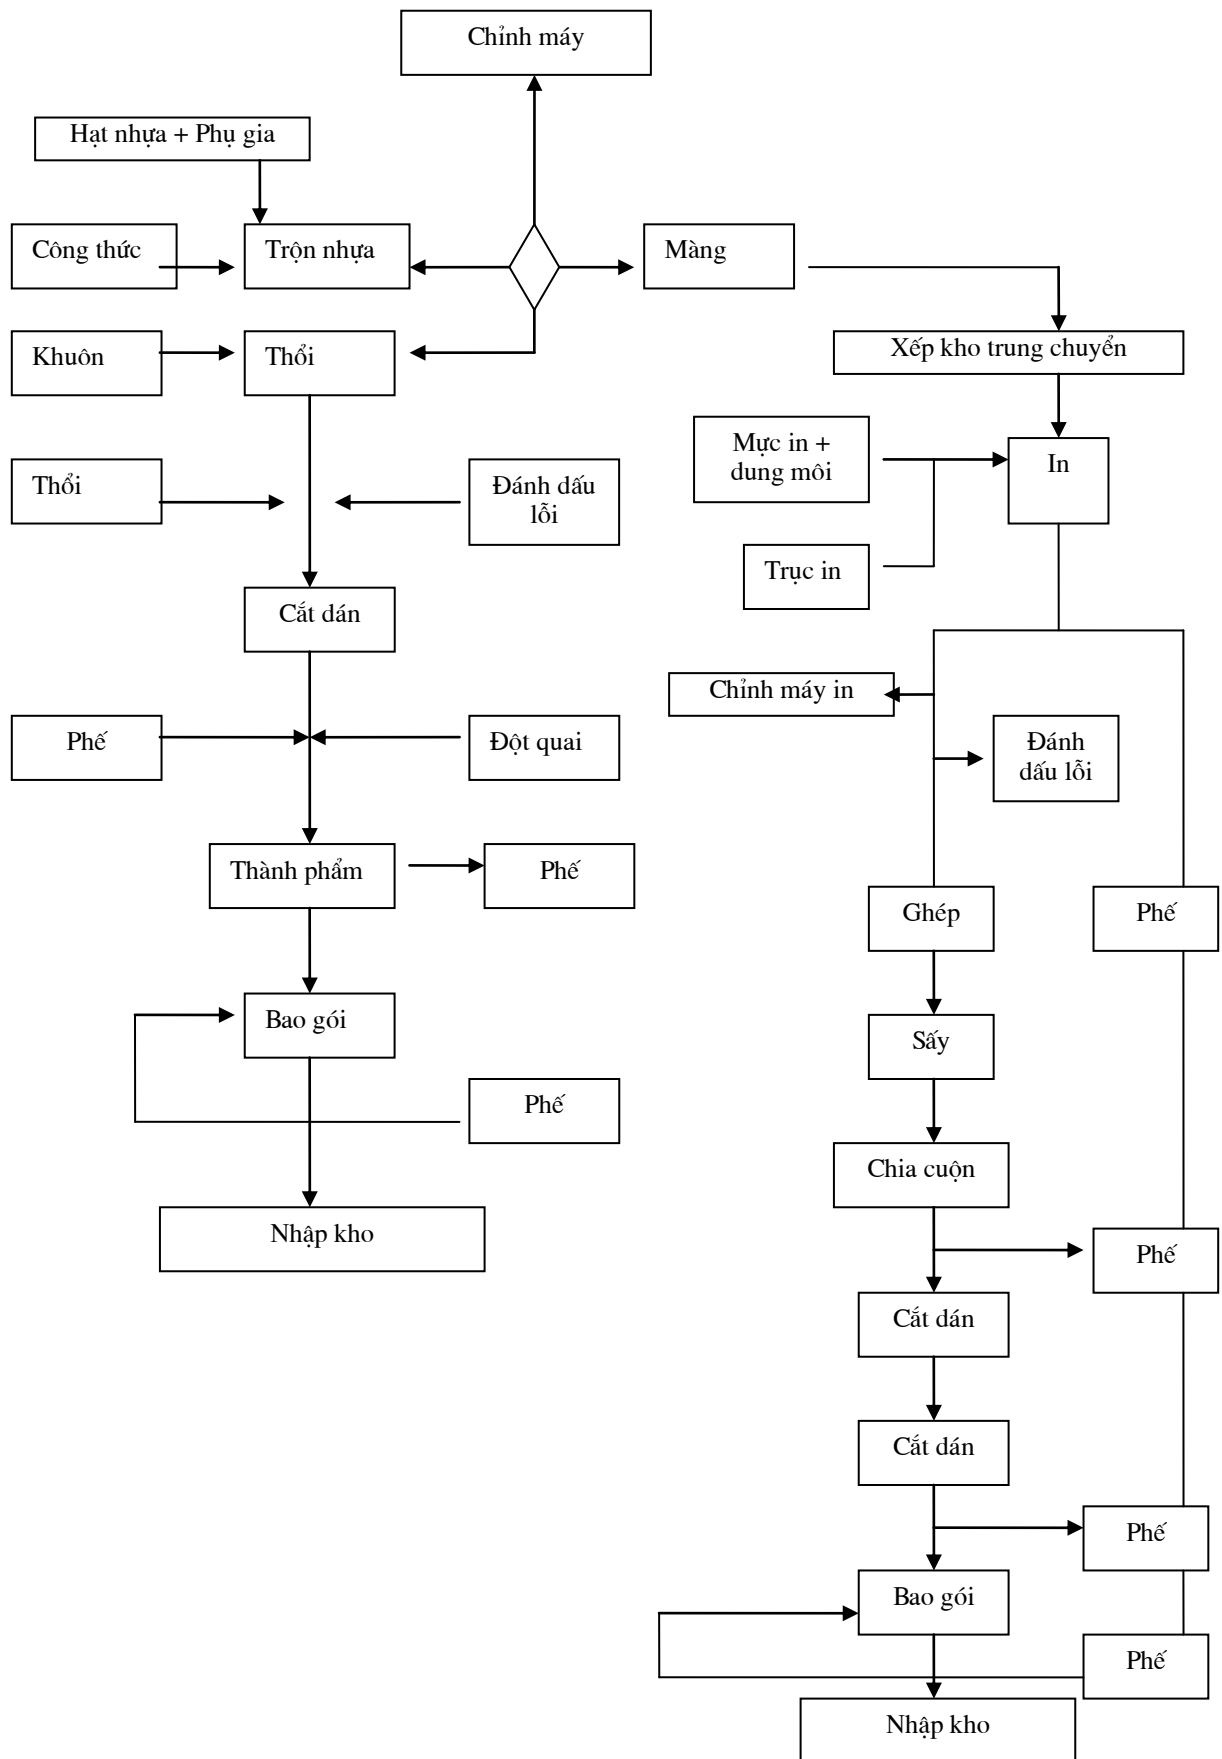 Chỉnh máy
Hạt nhựa + Phụ gia
Công thức
Trộn nhựa
Màng
Khuôn
Thổi
Xếp kho trung chuyển
Mực in +
dung môi
In
Thổi
Đánh dấu
lỗi
Trục in
Cắt dán
Chỉnh máy in
Phế
Đột quai
Đánh
dấu lỗi
Thành phẩm
Phế
Ghép
Phế
Bao gói
Sấy
Phế
Chia cuộn
Nhập kho
Phế
Cắt dán
Cắt dán
Phế
Bao gói
Phế
Nhập kho